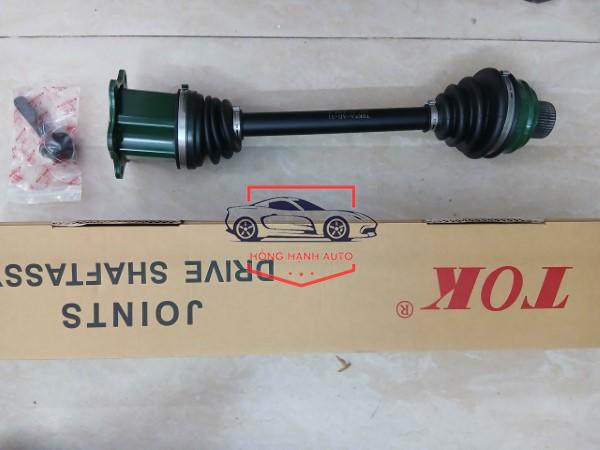 HỒNG HẠNH AUTO
DRIVE SHAFTASSY
JOINTS
TOK
®